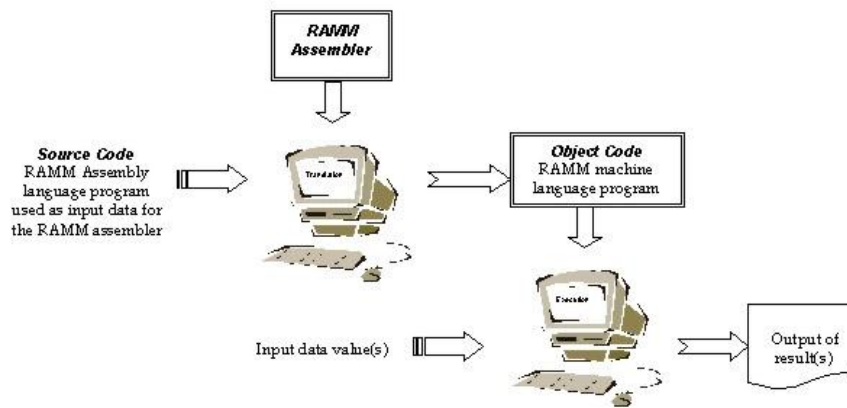 RAMM
Assembler
Source Code
RAMM Assembly
language program
used as input data for
the RAMM assembler
Translation
Object Code
RAMM machine
language program
Input data value(s)
Execution
Output of
result(s)